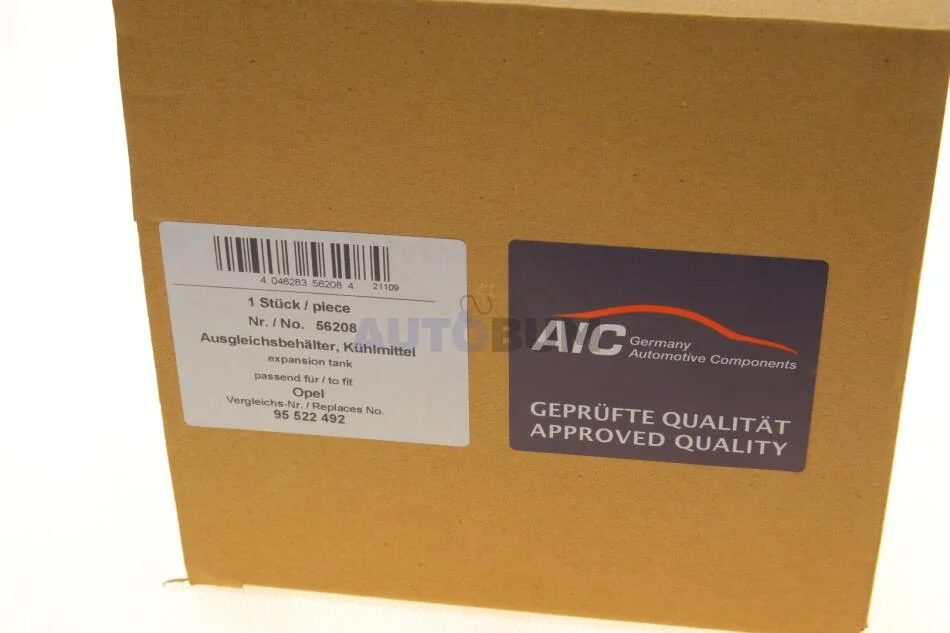 4 046283 56208 4 21109
1 Stück / piece
Nr. / No. 56208
Ausgleichsbehälter, Kühlmittel
expansion tank
passend für / to fit
Opel
Vergleichs-Nr. / Replaces No.
95 522 492
AUTOBUM
AIC Germany
Automotive Components
GEPRÜFTE QUALITÄT
APPROVED QUALITY